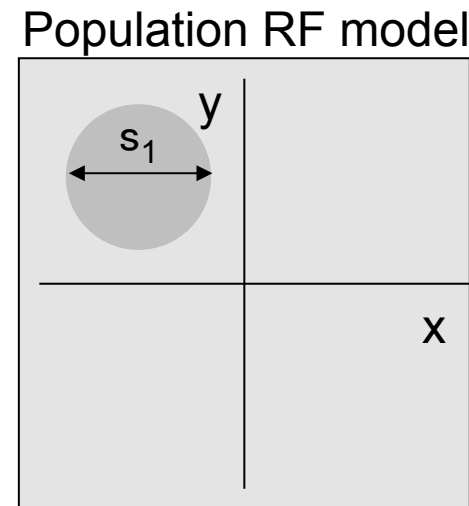 Population RF model
y
s₁
x